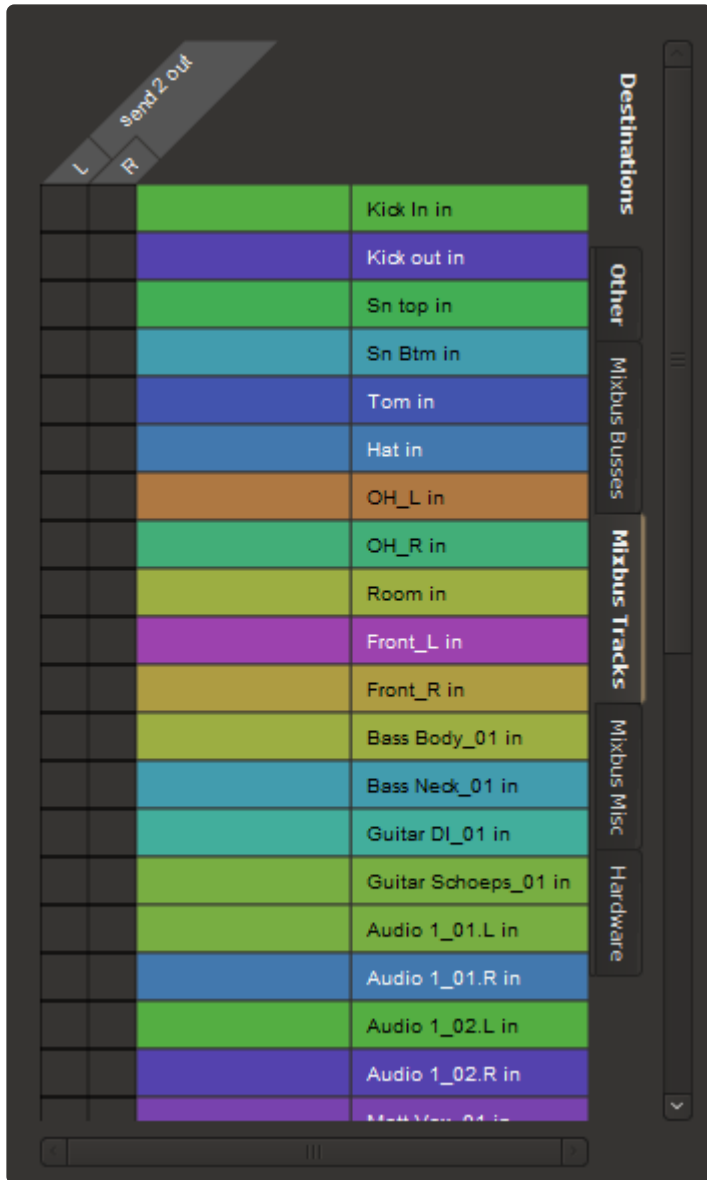 Send 2 out
L
R
Destinations
Kick In in
Kick out in
Sn top in
Sn Btm in
Tom in
Hat in
OH_L in
OH_R in
Room in
Front_L in
Front_R in
Bass Body_01 in
Bass Neck_01 in
Guitar DI_01 in
Guitar Schoeps_01 in
Audio 1_01.L in
Audio 1_01.R in
Audio 1_02.L in
Audio 1_02.R in
Other
Mixbus Busses
Mixbus Tracks
Mixbus Misc
Hardware